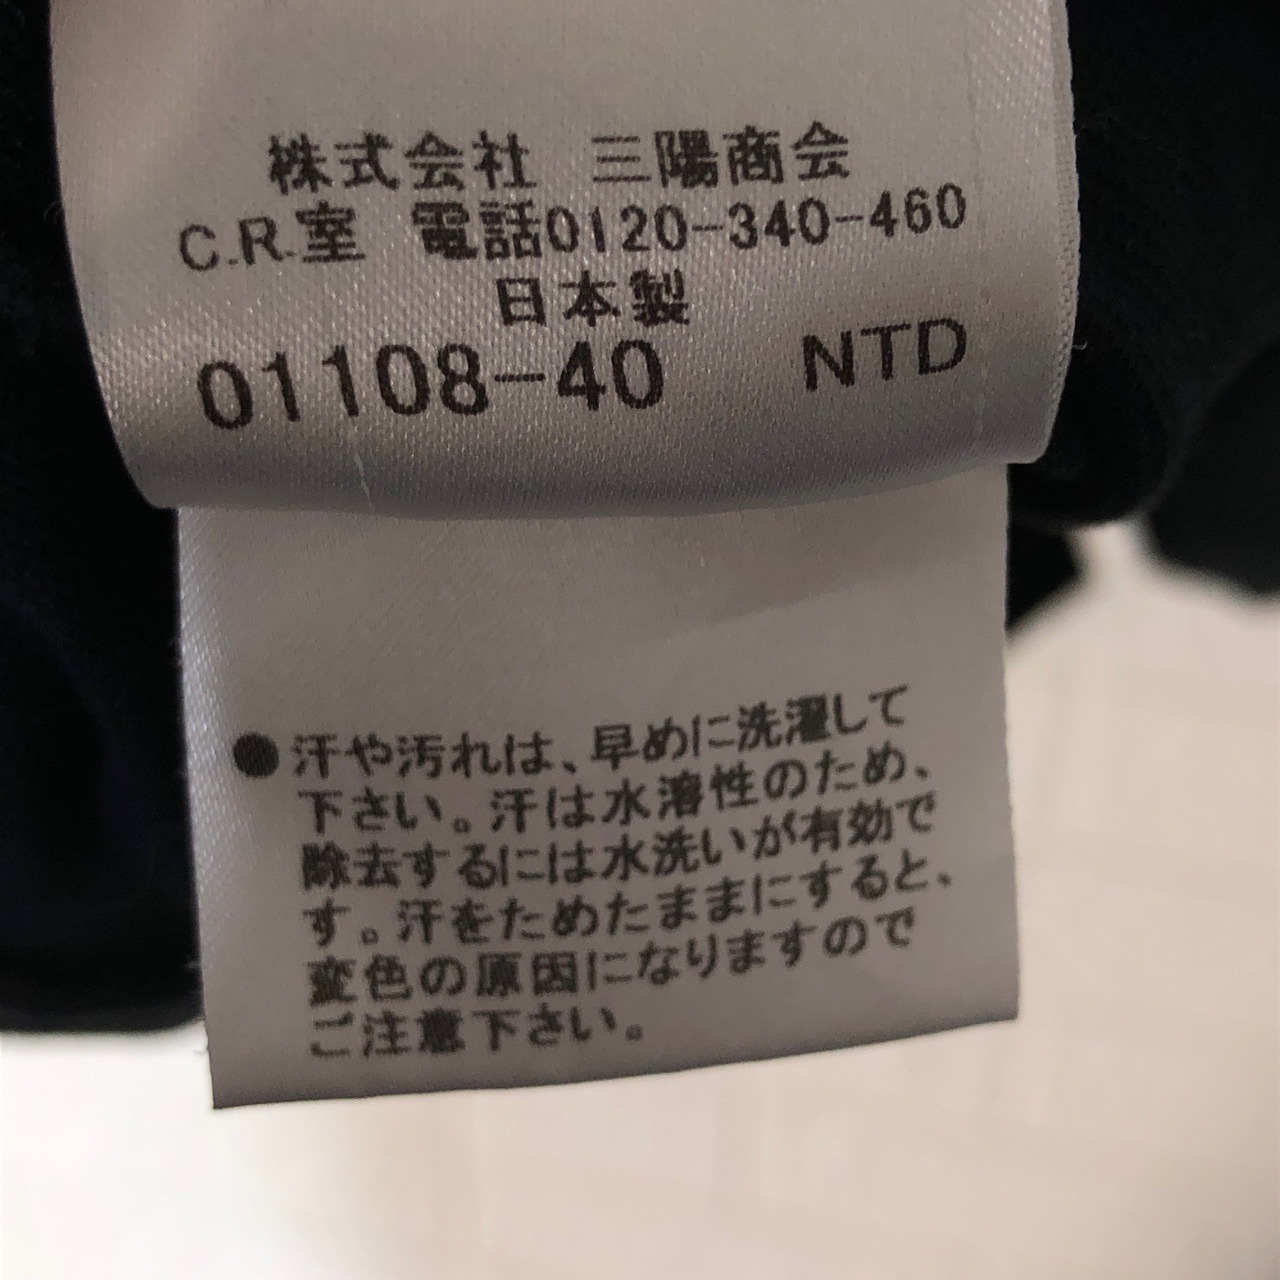 株式会社　三陽商会
C.R.室　電話0120-340-460
日本製
01108-40　NTD
●汗や汚れは、早めに洗濯して
下さい。汗は水溶性のため、
除去するには水洗いが有効で
す。汗をためたままにすると、
変色の原因になりますので
ご注意下さい。